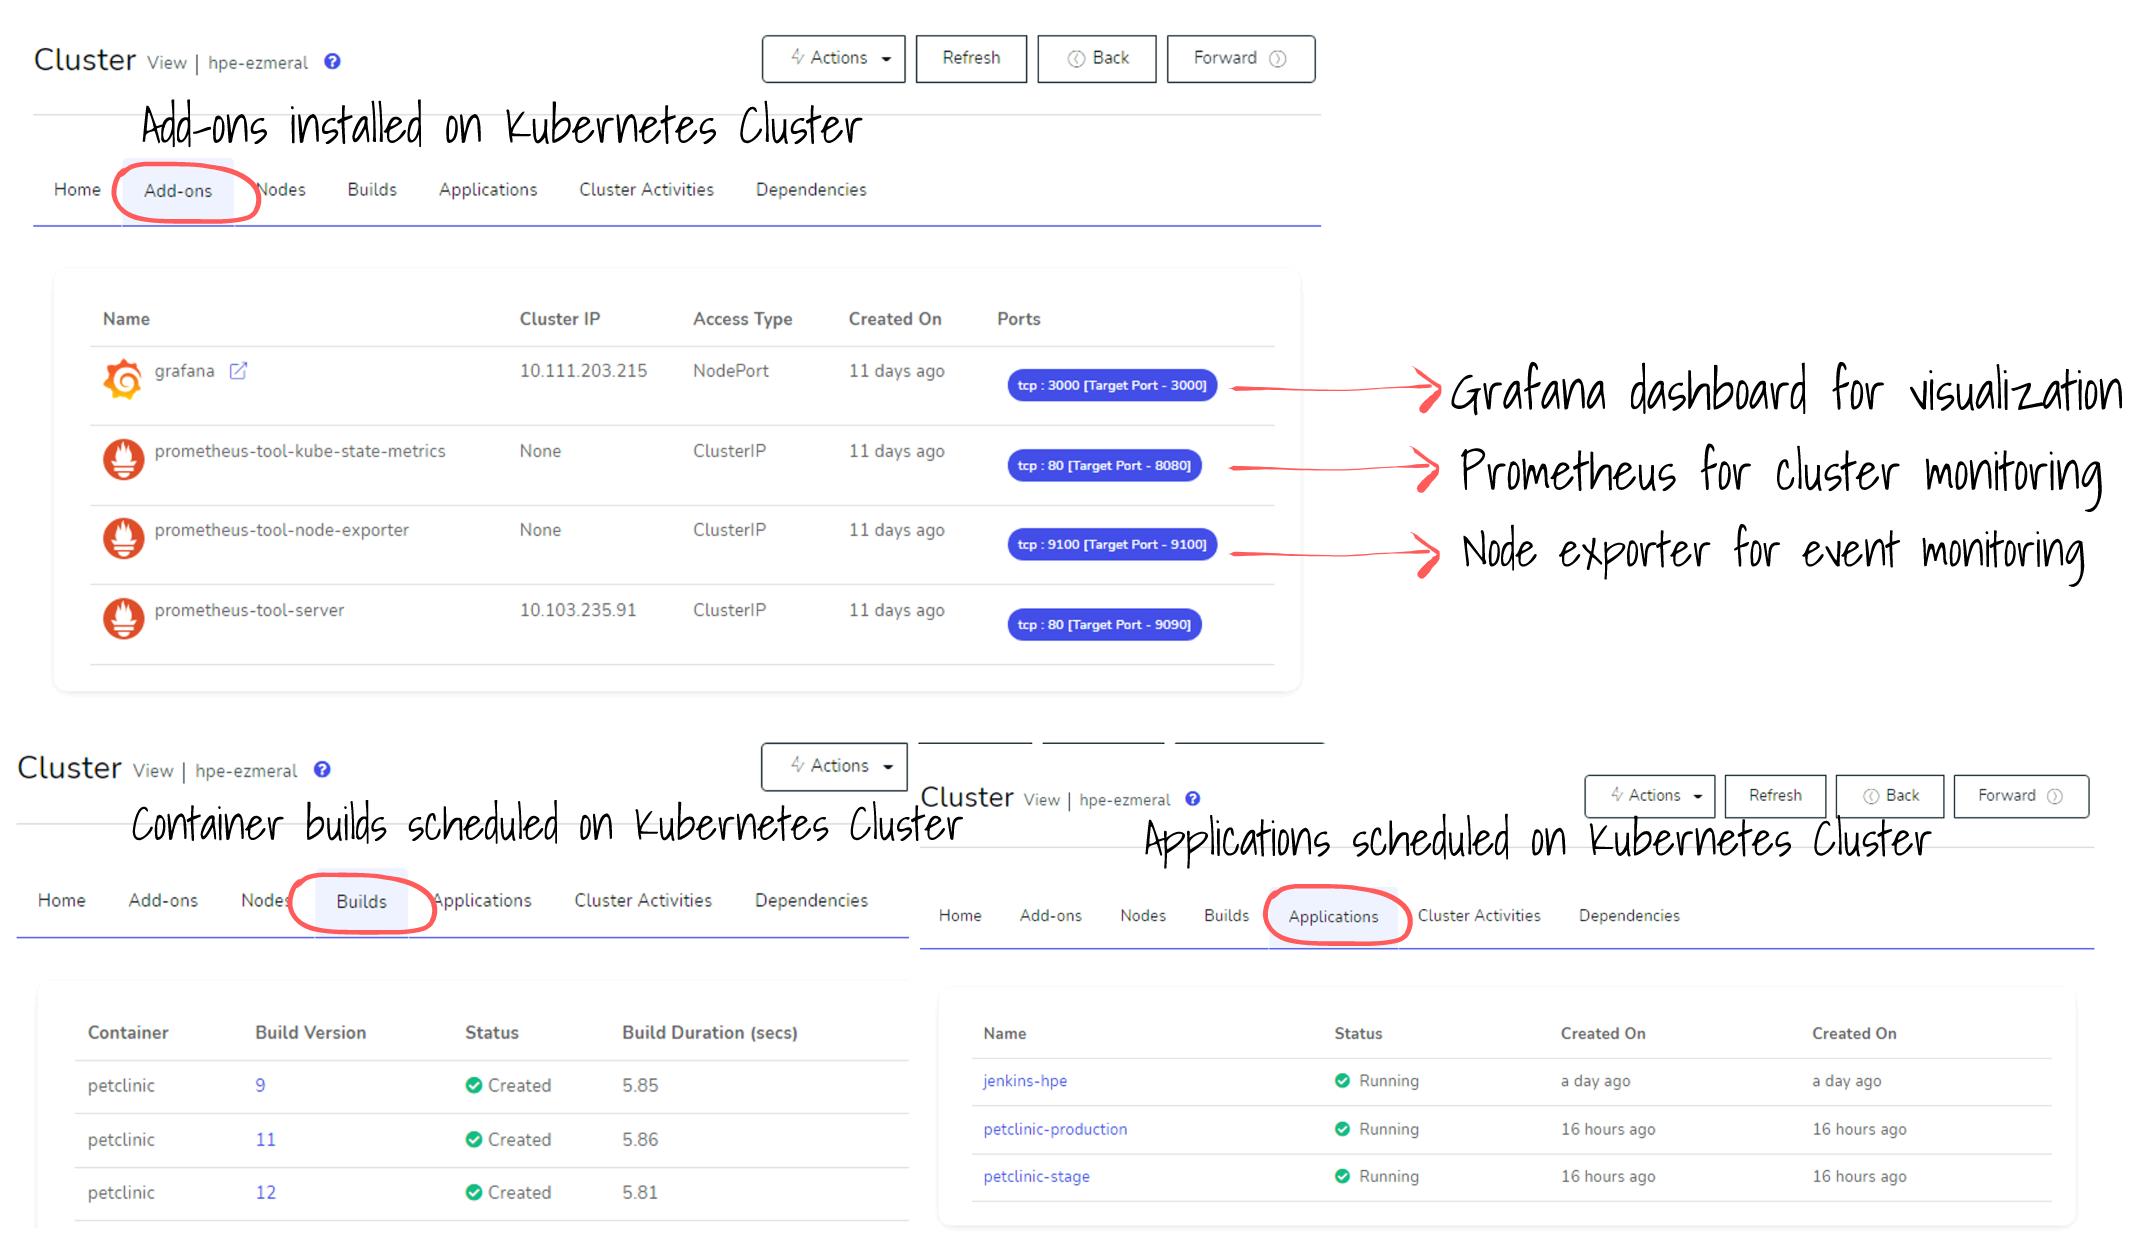 Cluster View | hpe-ezmeral ?
Actions Refresh Back Forward
Add-ons installed on Kubernetes Cluster
Home Add-ons Nodes Builds Applications Cluster Activities Dependencies
Name Cluster IP Access Type Created On Ports
grafana 10.111.203.215 NodePort 11 days ago tcp : 3000 [Target Port - 3000]
Grafana dashboard for visualization
prometheus-tool-kube-state-metrics None ClusterIP 11 days ago tcp : 80 [Target Port - 8080]
Prometheus for cluster monitoring
prometheus-tool-node-exporter None ClusterIP 11 days ago tcp : 9100 [Target Port - 9100]
Node exporter for event monitoring
prometheus-tool-server 10.103.235.91 ClusterIP 11 days ago tcp : 80 [Target Port - 9090]
Cluster View | hpe-ezmeral ?
Actions
Container builds scheduled on Kubernetes Cluster
Home Add-ons Nodes Builds Applications Cluster Activities Dependencies
Container Build Version Status Build Duration (secs)
petclinic 9 Created 5.85
petclinic 11 Created 5.86
petclinic 12 Created 5.81
Cluster View | hpe-ezmeral ?
Actions Refresh Back Forward
Applications scheduled on Kubernetes Cluster
Home Add-ons Nodes Builds Applications Cluster Activities Dependencies
Name Status Created On Created On
jenkins-hpe Running a day ago a day ago
petclinic-production Running 16 hours ago 16 hours ago
petclinic-stage Running 16 hours ago 16 hours ago